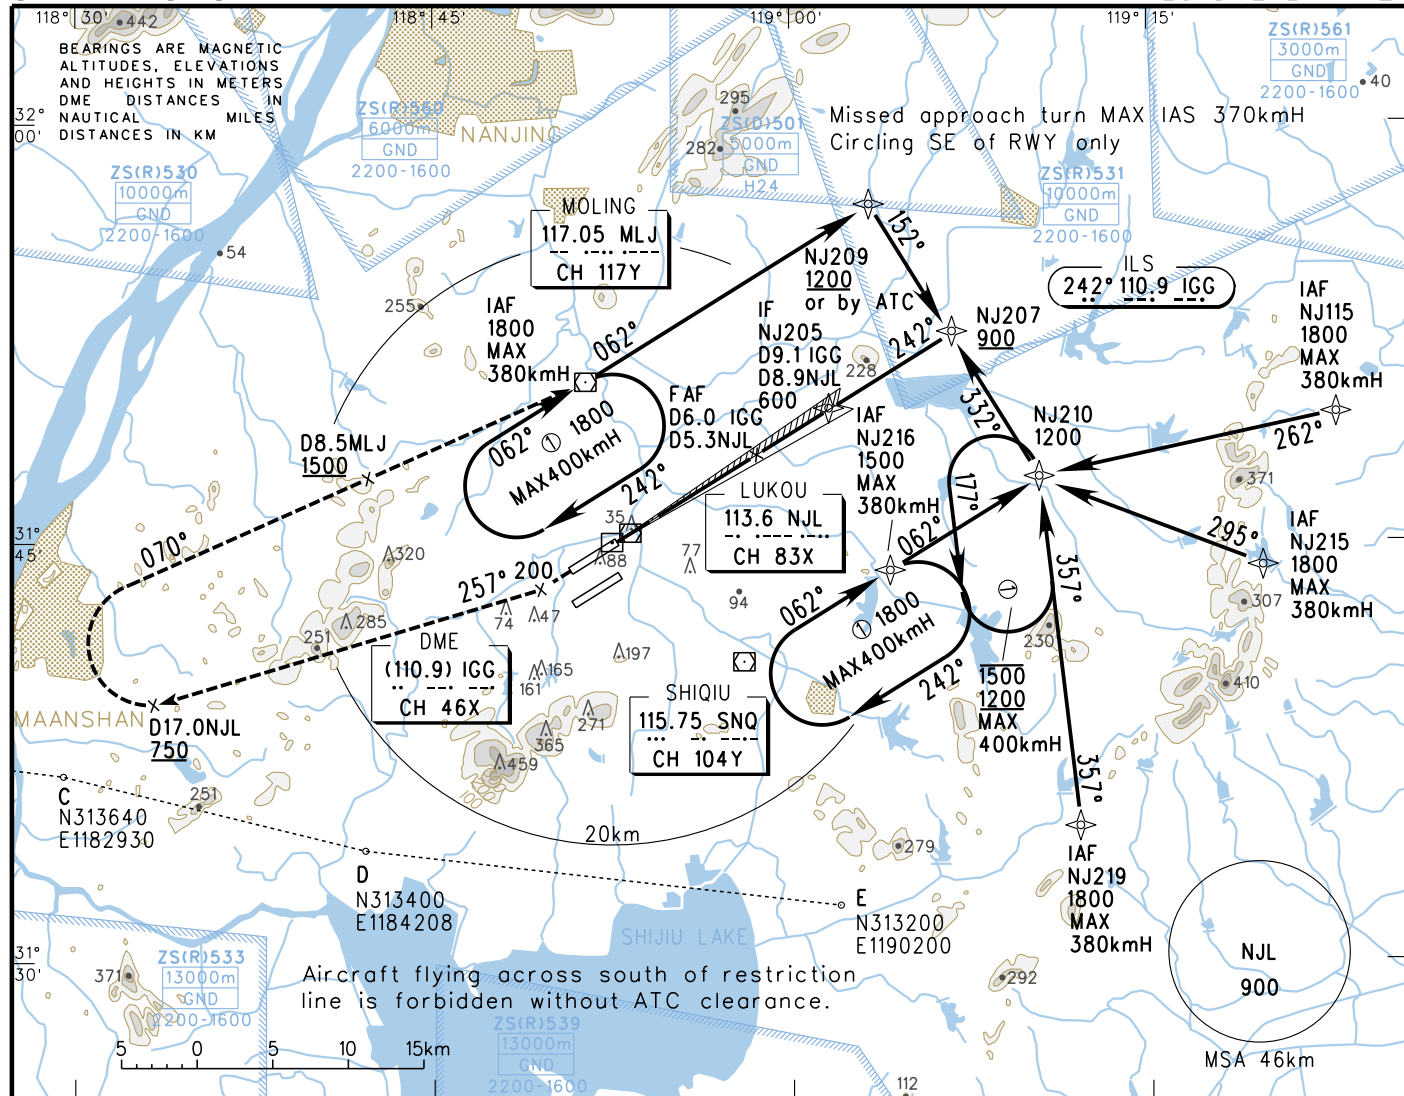 118° 30'
118° 45'
119° 00'
119° 15'
442
BEARINGS ARE MAGNETIC
ALTITUDES, ELEVATIONS
AND HEIGHTS IN METERS
DME DISTANCES IN
NAUTICAL MILES
DISTANCES IN KM
32°
00'
ZS(R)560
6000m
GND
2200-1600
NANJING
295
ZS(D)501
5000m
GND
H24
282
Missed approach turn MAX IAS 370kmH
Circling SE of RWY only
ZS(R)561
3000m
GND
2200-1600
40
ZS(R)530
10000m
GND
2200-1600
54
ZS(R)531
10000m
GND
2200-1600
MOLING
117.05 MLJ
CH 117Y
152°
NJ209
1200
or by ATC
ILS
242° 110.9 IGG
255
IAF
1800
MAX
380kmH
062°
IF
NJ205
D9.1 IGG
D8.9NJL
600
242°
NJ207
900
228
IAF
NJ115
1800
MAX
380kmH
262°
FAF
D6.0 IGG
D5.3NJL
062°
1 1800
MAX400kmH
242°
D8.5MLJ
1500
IAF
NJ216
1500
MAX
380kmH
332°
NJ210
1200
177°
371
LUKOU
113.6 NJL
CH 83X
35
88
77
94
31°
45'
070°
320
257°
200
062°
295°
IAF
NJ215
1800
MAX
380kmH
307
357°
285
251
74
47
DME
(110.9) IGG
CH 46X
165
161
197
062°
1 1800
MAX400kmH
242°
1
230
1500
1200
MAX
400kmH
410
MAANSHAN
D17.0NJL
750
SHIQIU
115.75 SNQ
CH 104Y
271
365
459
100
357°
C
N313640
E1182930
251
20km
279
D
N313400
E1184208
E
N313200
E1190200
IAF
NJ219
1800
MAX
380kmH
SHIJIU LAKE
31°
30'
371
ZS(R)533
13000m
GND
2200-1600
Aircraft flying across south of restriction
line is forbidden without ATC clearance.
292
NJL
900
MSA 46km
ZS(R)539
13000m
GND
2200-1600
5 0 5 10 15km
112